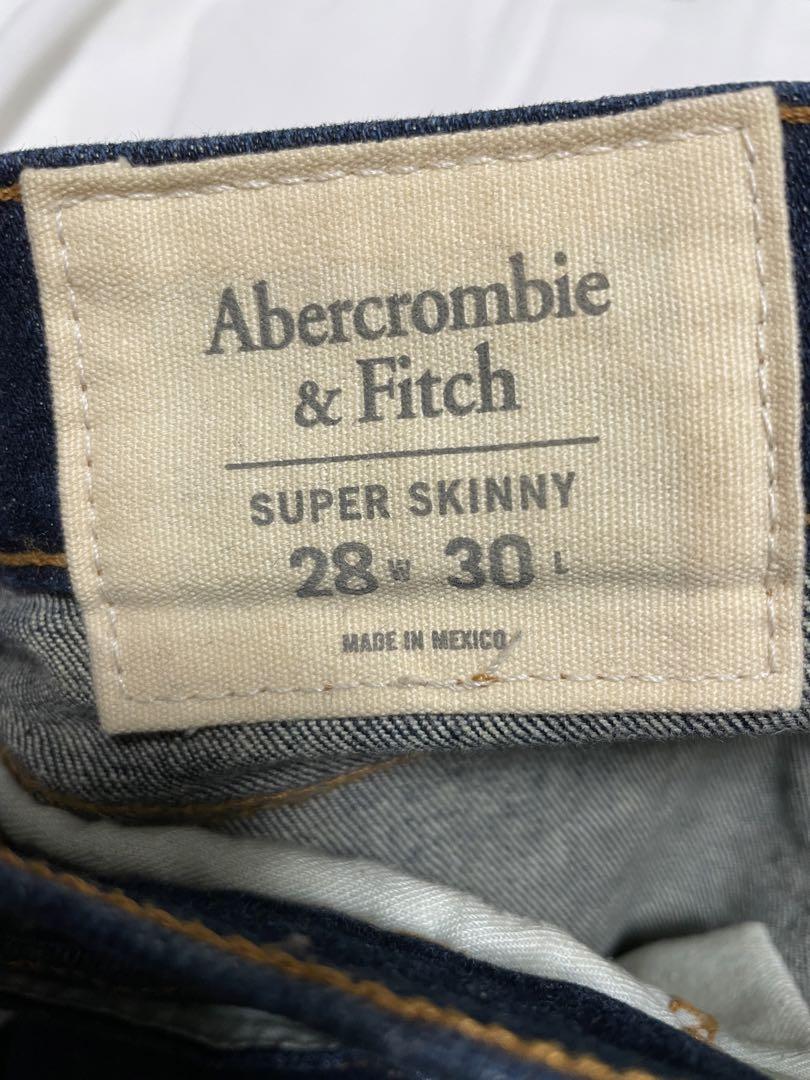 Abercrombie
& Fitch
SUPER SKINNY
28 W 30 L
MADE IN MEXICO